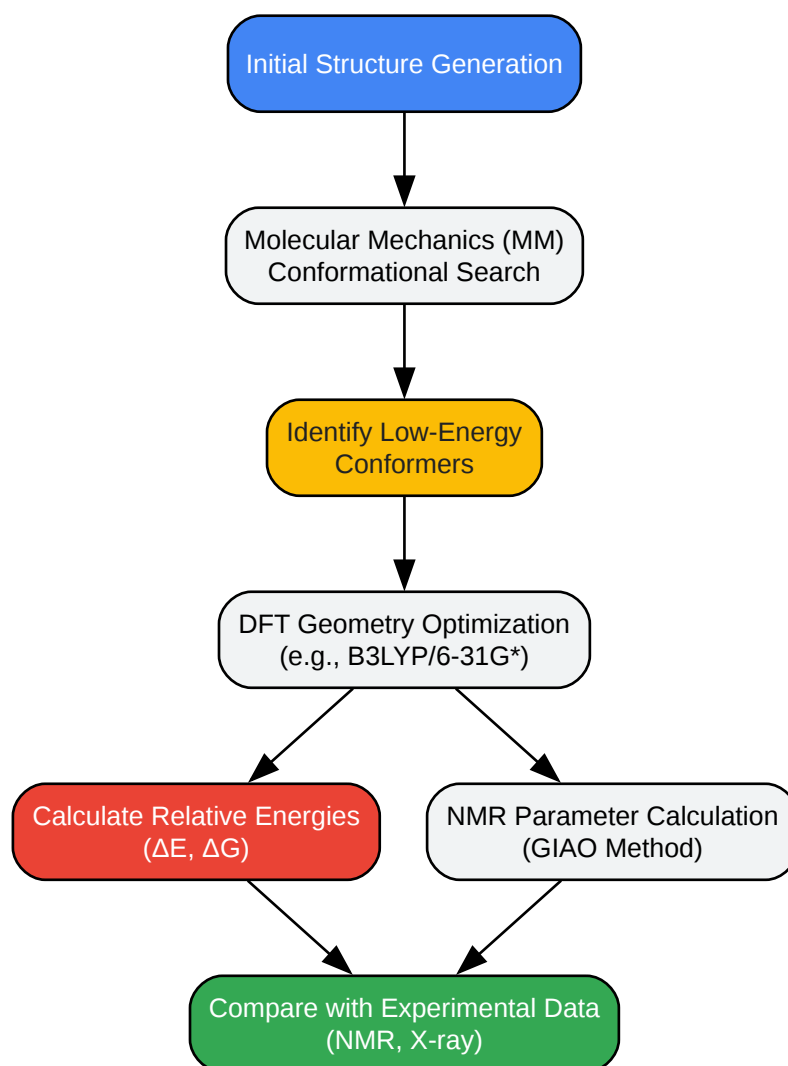 Initial Structure Generation
Molecular Mechanics (MM)
Conformational Search
Identify Low-Energy
Conformers
DFT Geometry Optimization
(e.g., B3LYP/6-31G*)
Calculate Relative Energies
(ΔE, ΔG)
NMR Parameter Calculation
(GIAO Method)
Compare with Experimental Data
(NMR, X-ray)